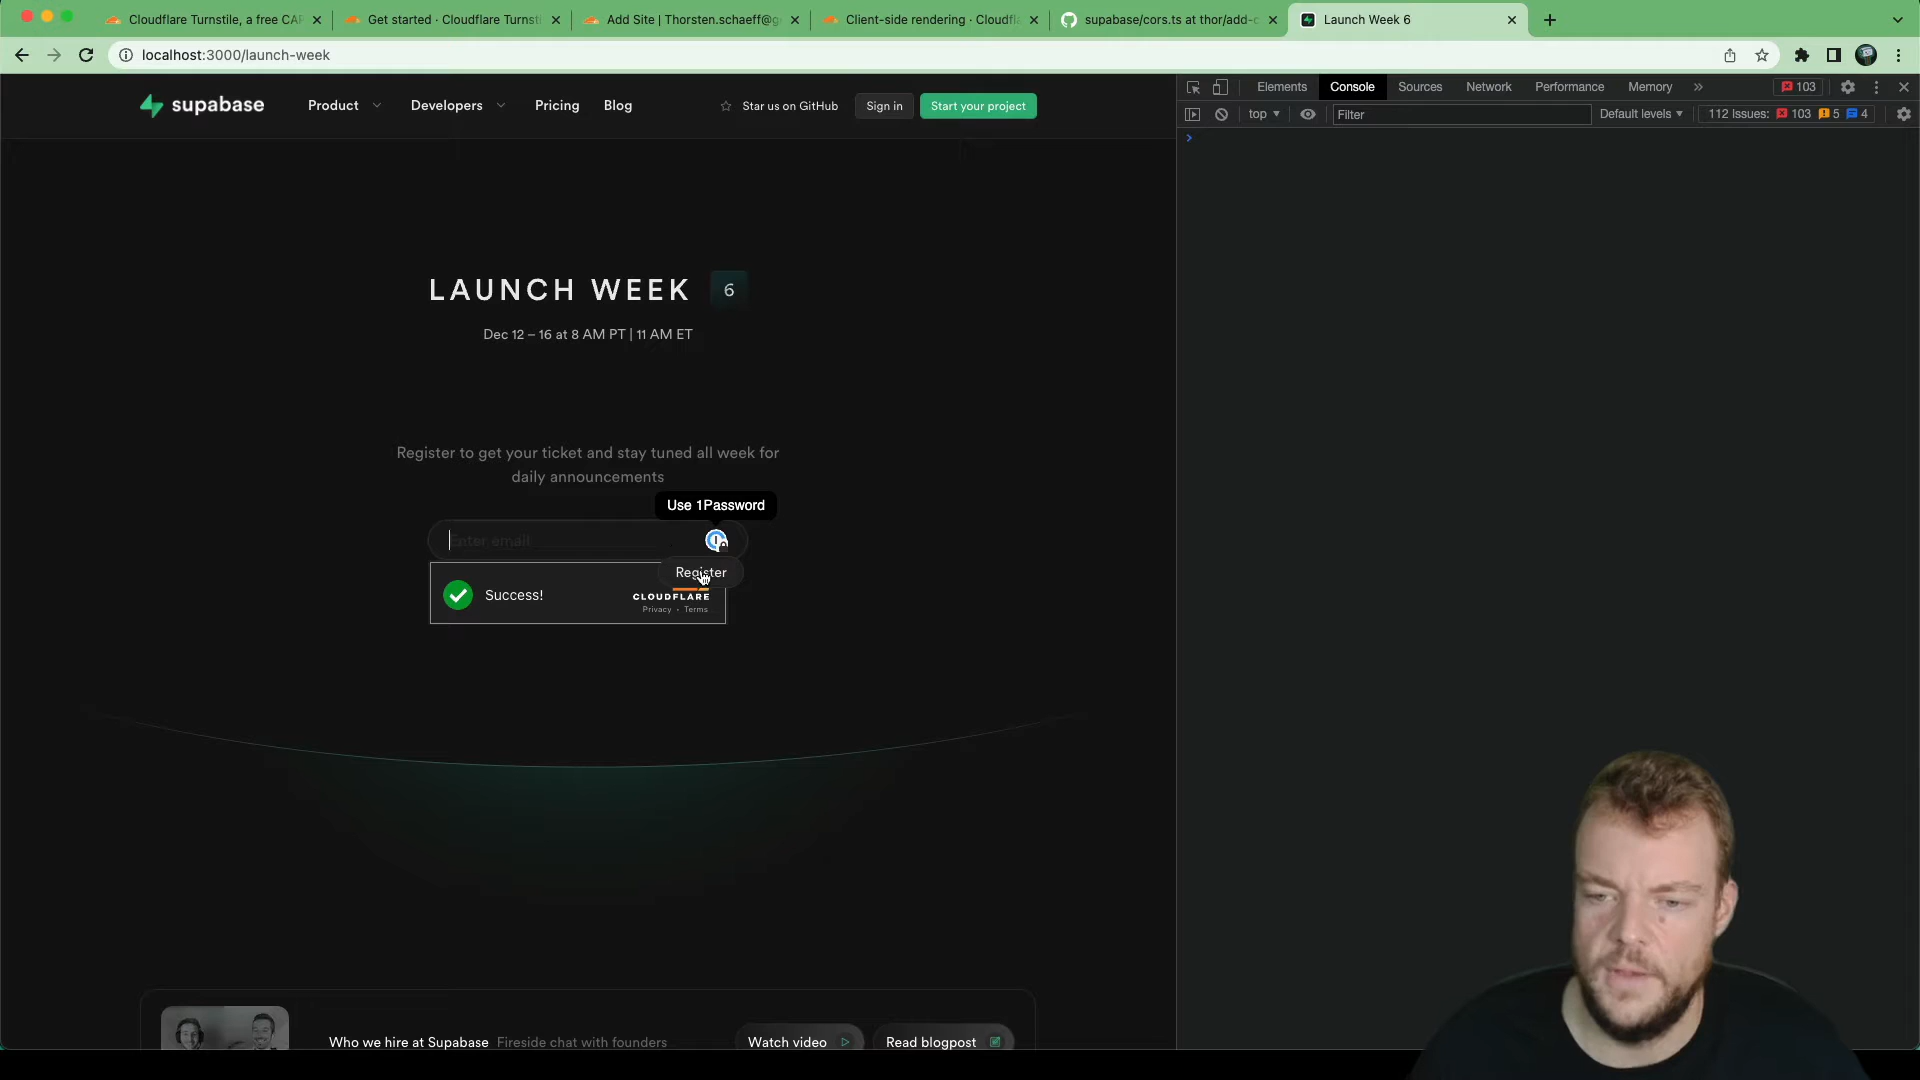 Cloudflare Turnstile, a free CAP
Get started · Cloudflare Turnst
Add Site | Thorsten.schaeff@g
Client-side rendering · Cloudfl
supabase/cors.ts at thor/add-c
Launch Week 6
localhost:3000/launch-week
Elements
Console
Sources
Network
Performance
Memory
103
supabase
Product
Developers
Pricing
Blog
Star us on GitHub
Sign in
Start your project
top
Filter
Default levels
112 Issues: 103 5 4
LAUNCH WEEK 6
Dec 12 – 16 at 8 AM PT | 11 AM ET
Register to get your ticket and stay tuned all week for
daily announcements
Use 1Password
Enter email
Register
Success!
CLOUDFLARE
Privacy · Terms
Who we hire at Supabase Fireside chat with founders
Watch video
Read blogpost